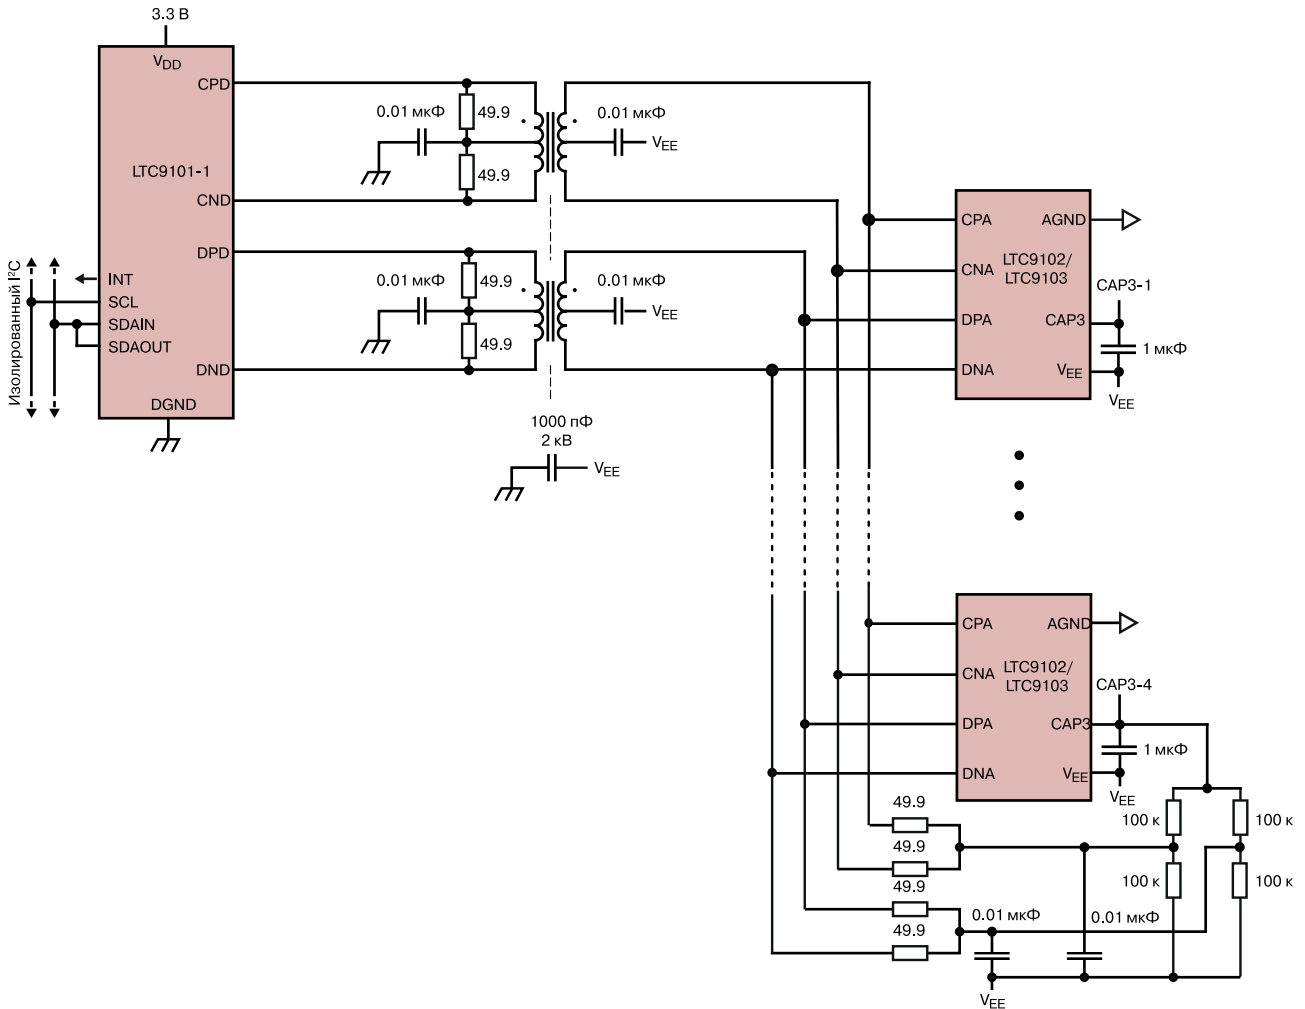 3.3 В
VDD
CPD
LTC9101-1
CND
DPD
INT
SCL
SDAIN
SDAOUT
DND
DGND
Изолированный I²C
0.01 мкФ
49.9
49.9
0.01 мкФ
VEE
0.01 мкФ
49.9
49.9
0.01 мкФ
VEE
1000 пФ
2 кВ
VEE
CPA
AGND
LTC9102/
LTC9103
CNA
CAP3-1
DPA
CAP3
1 мкФ
DNA
VEE
VEE
CPA
AGND
LTC9102/
LTC9103
CNA
CAP3-4
DPA
CAP3
1 мкФ
DNA
VEE
VEE
49.9
100 к
100 к
49.9
49.9
100 к
100 к
0.01 мкФ
0.01 мкФ
49.9
VEE